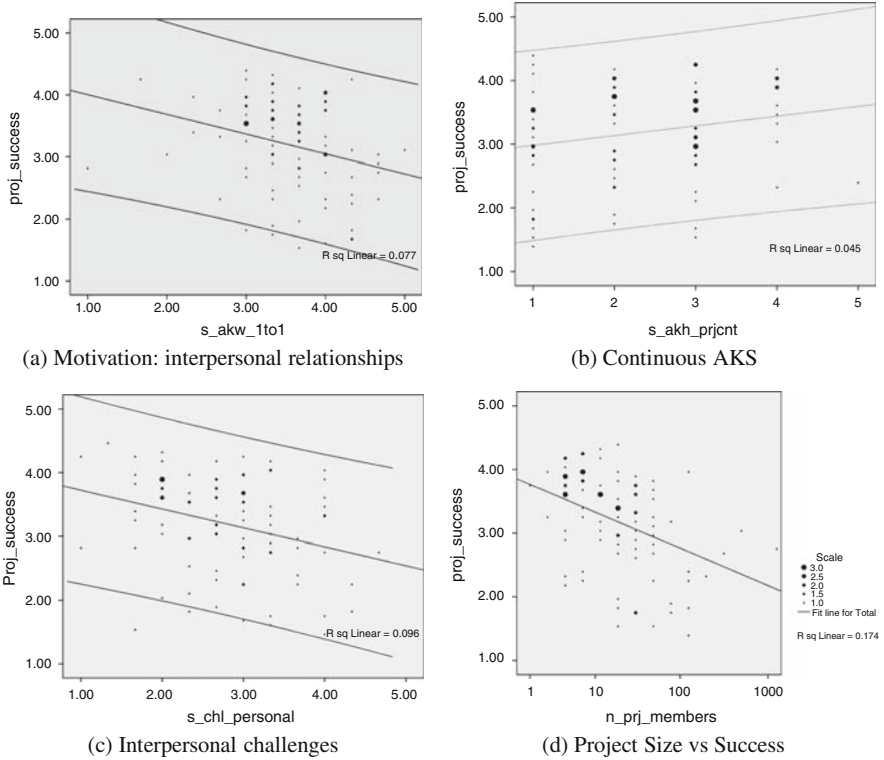 5.00
4.00
3.00
2.00
1.00
proj_success
R sq Linear = 0.077
1.00 2.00 3.00 4.00 5.00
s_akw_1to1
(a) Motivation: interpersonal relationships
5.00
4.00
3.00
2.00
1.00
proj_success
R sq Linear = 0.045
1 2 3 4 5
s_akh_prjcnt
(b) Continuous AKS
5.00
4.00
3.00
2.00
1.00
Proj_success
R sq Linear = 0.096
1.00 2.00 3.00 4.00 5.00
s_chl_personal
(c) Interpersonal challenges
5.00
4.00
3.00
2.00
1.00
proj_success
1 10 100 1000
n_prj_members
Scale
3.0
2.5
2.0
1.5
1.0
Fit line for Total
R sq Linear = 0.174
(d) Project Size vs Success